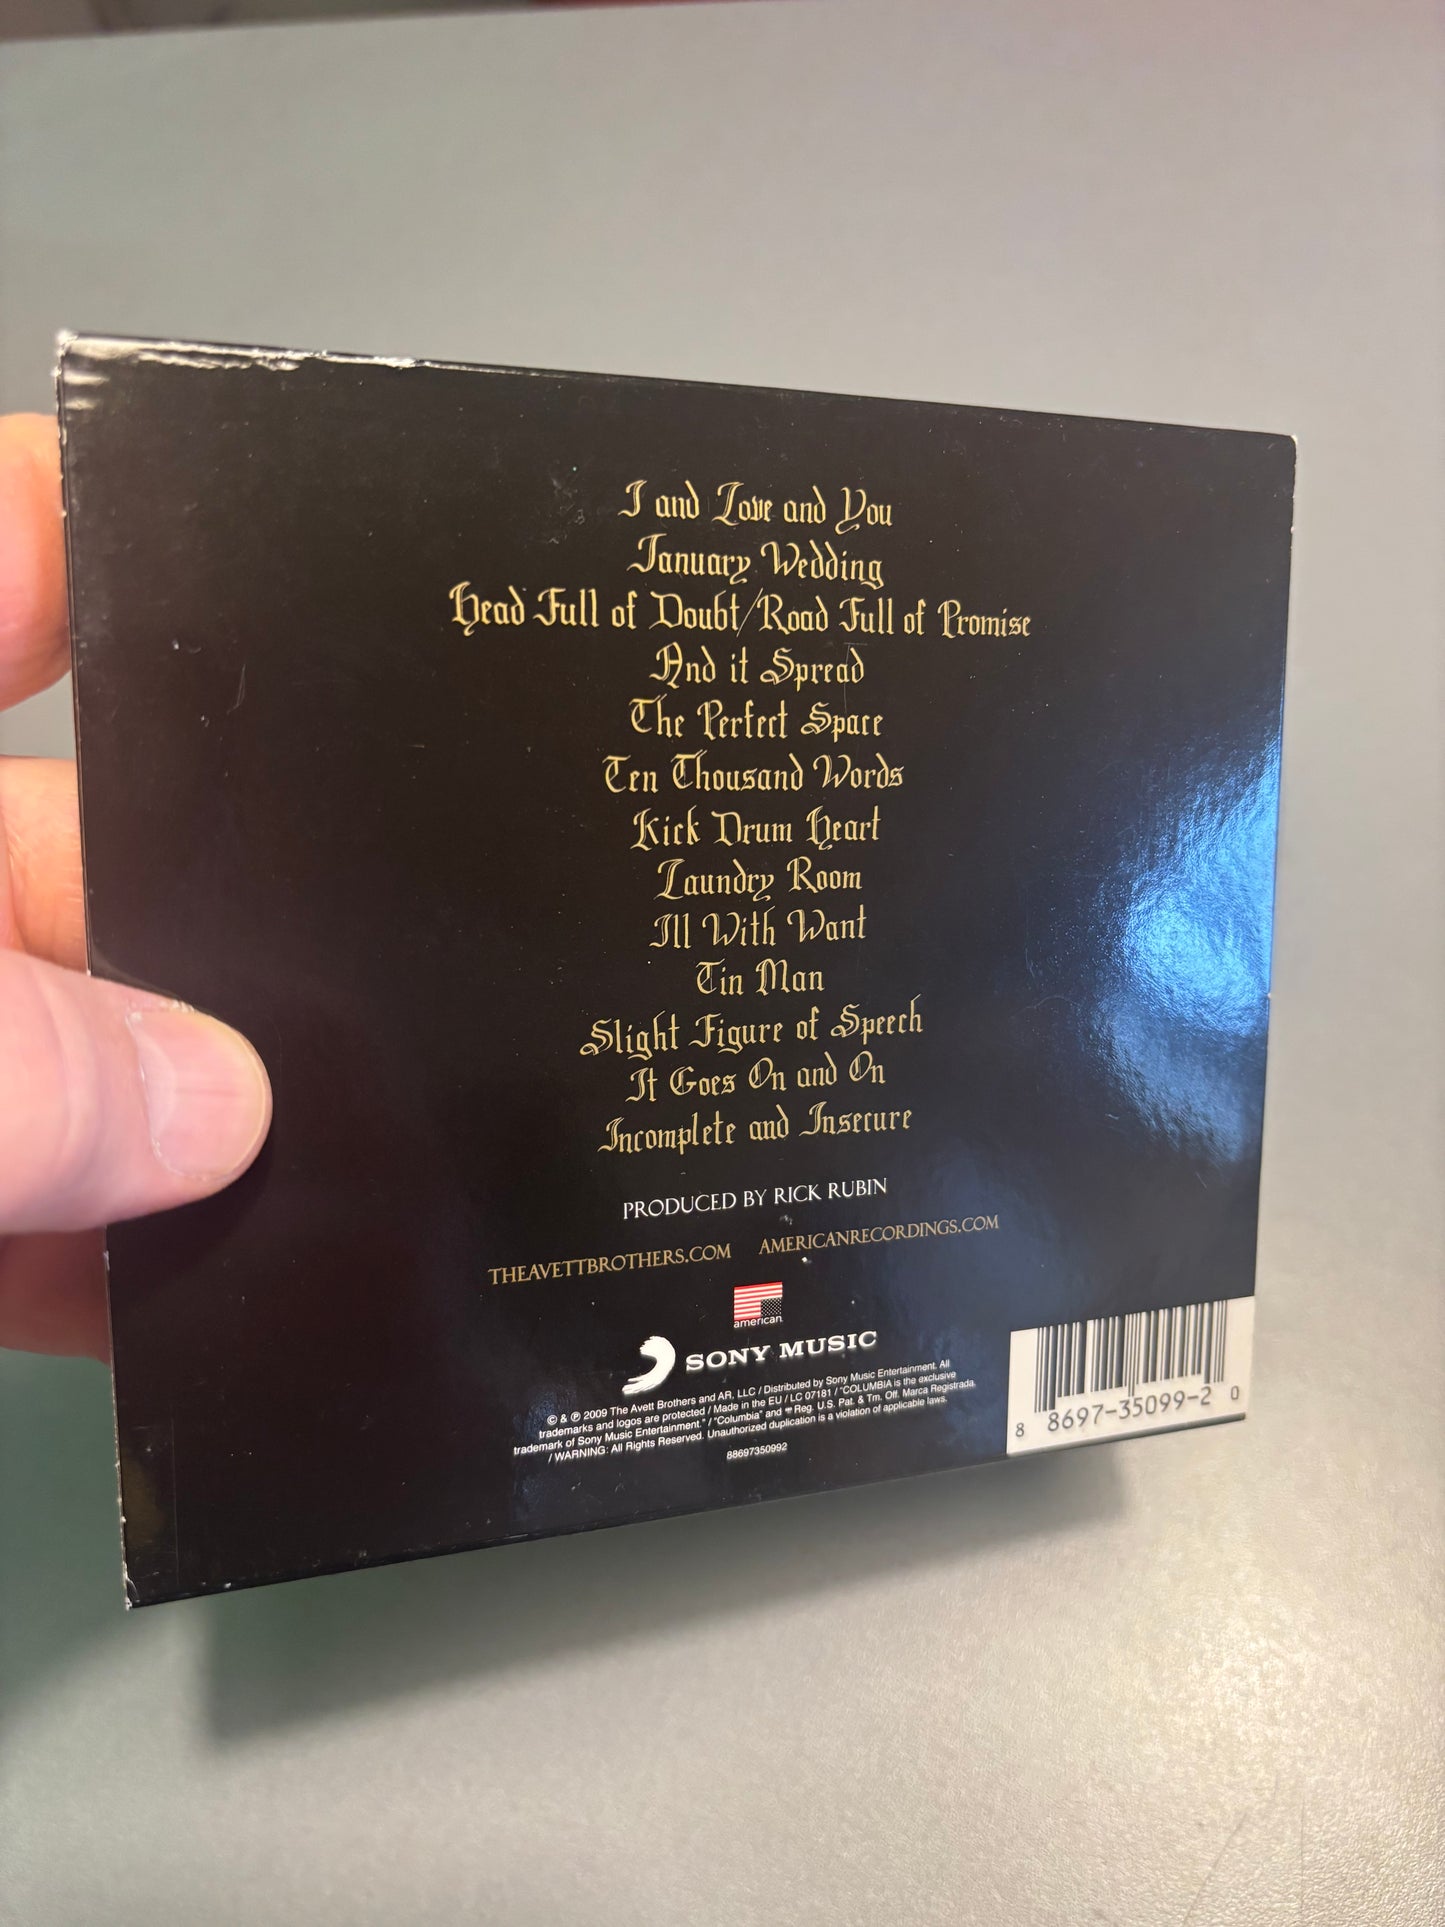 I and Love and You
January Wedding
Head Full of Doubt/Road Full of Promise
And it Spread
The Perfect Space
Ten Thousand Words
Kick Drum Heart
Laundry Room
Ill With Want
Tin Man
Slight Figure of Speech
It Goes On and On
Incomplete and Insecure
PRODUCED BY RICK RUBIN
THEAVETTBROTHERS.COM AMERICANRECORDINGS.COM
american
SONY MUSIC
© & ℗ 2009 The Avett Brothers and AR, LLC / Distributed by Sony Music Entertainment. All
trademarks and logos are protected / Made in the EU / LC 07181 / "COLUMBIA is the exclusive
trademark of Sony Music Entertainment." / "Columbia" and Reg. U.S. Pat. & Tm. Off. Marca Registrada.
/ WARNING: All Rights Reserved. Unauthorized duplication is a violation of applicable laws.
88697350992
8 8697-35099-2 0